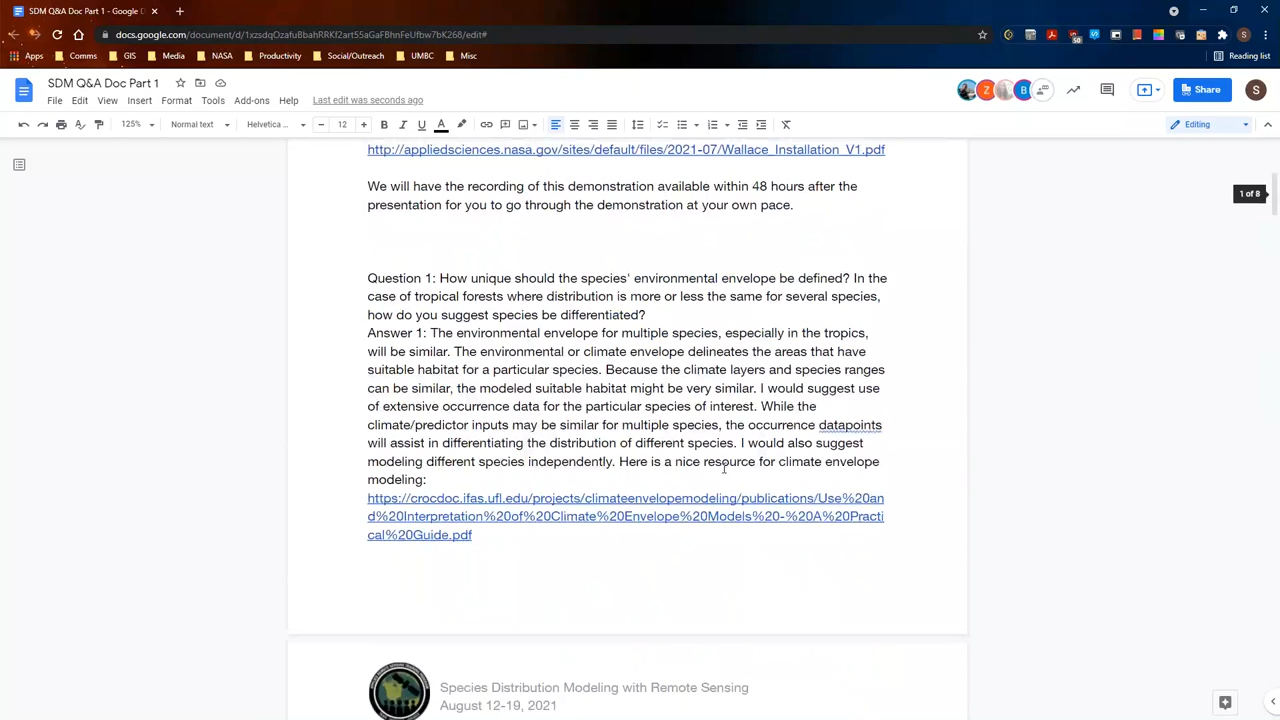 SDM Q&A Doc Part 1 - Google D
docs.google.com/document/d/1xzsdqOzafuBbahRRKf2art55aGaFBhnFeUfbw7bK268/edit#
Apps Comms GIS Media NASA Productivity Social/Outreach UMBC Misc Reading list
SDM Q&A Doc Part 1
File Edit View Insert Format Tools Add-ons Help Last edit was seconds ago
Share
S
125% Normal text Helvetica ... 12 Editing
http://appliedsciences.nasa.gov/sites/default/files/2021-07/Wallace_Installation_V1.pdf
1 of 8
We will have the recording of this demonstration available within 48 hours after the
presentation for you to go through the demonstration at your own pace.
Question 1: How unique should the species' environmental envelope be defined? In the
case of tropical forests where distribution is more or less the same for several species,
how do you suggest species be differentiated?
Answer 1: The environmental envelope for multiple species, especially in the tropics,
will be similar. The environmental or climate envelope delineates the areas that have
suitable habitat for a particular species. Because the climate layers and species ranges
can be similar, the modeled suitable habitat might be very similar. I would suggest use
of extensive occurrence data for the particular species of interest. While the
climate/predictor inputs may be similar for multiple species, the occurrence datapoints
will assist in differentiating the distribution of different species. I would also suggest
modeling different species independently. Here is a nice resource for climate envelope
modeling:
https://crocdoc.ifas.ufl.edu/projects/climateenvelopemodeling/publications/Use%20an
d%20Interpretation%20of%20Climate%20Envelope%20Models%20-%20A%20Practi
cal%20Guide.pdf
Species Distribution Modeling with Remote Sensing
August 12-19, 2021